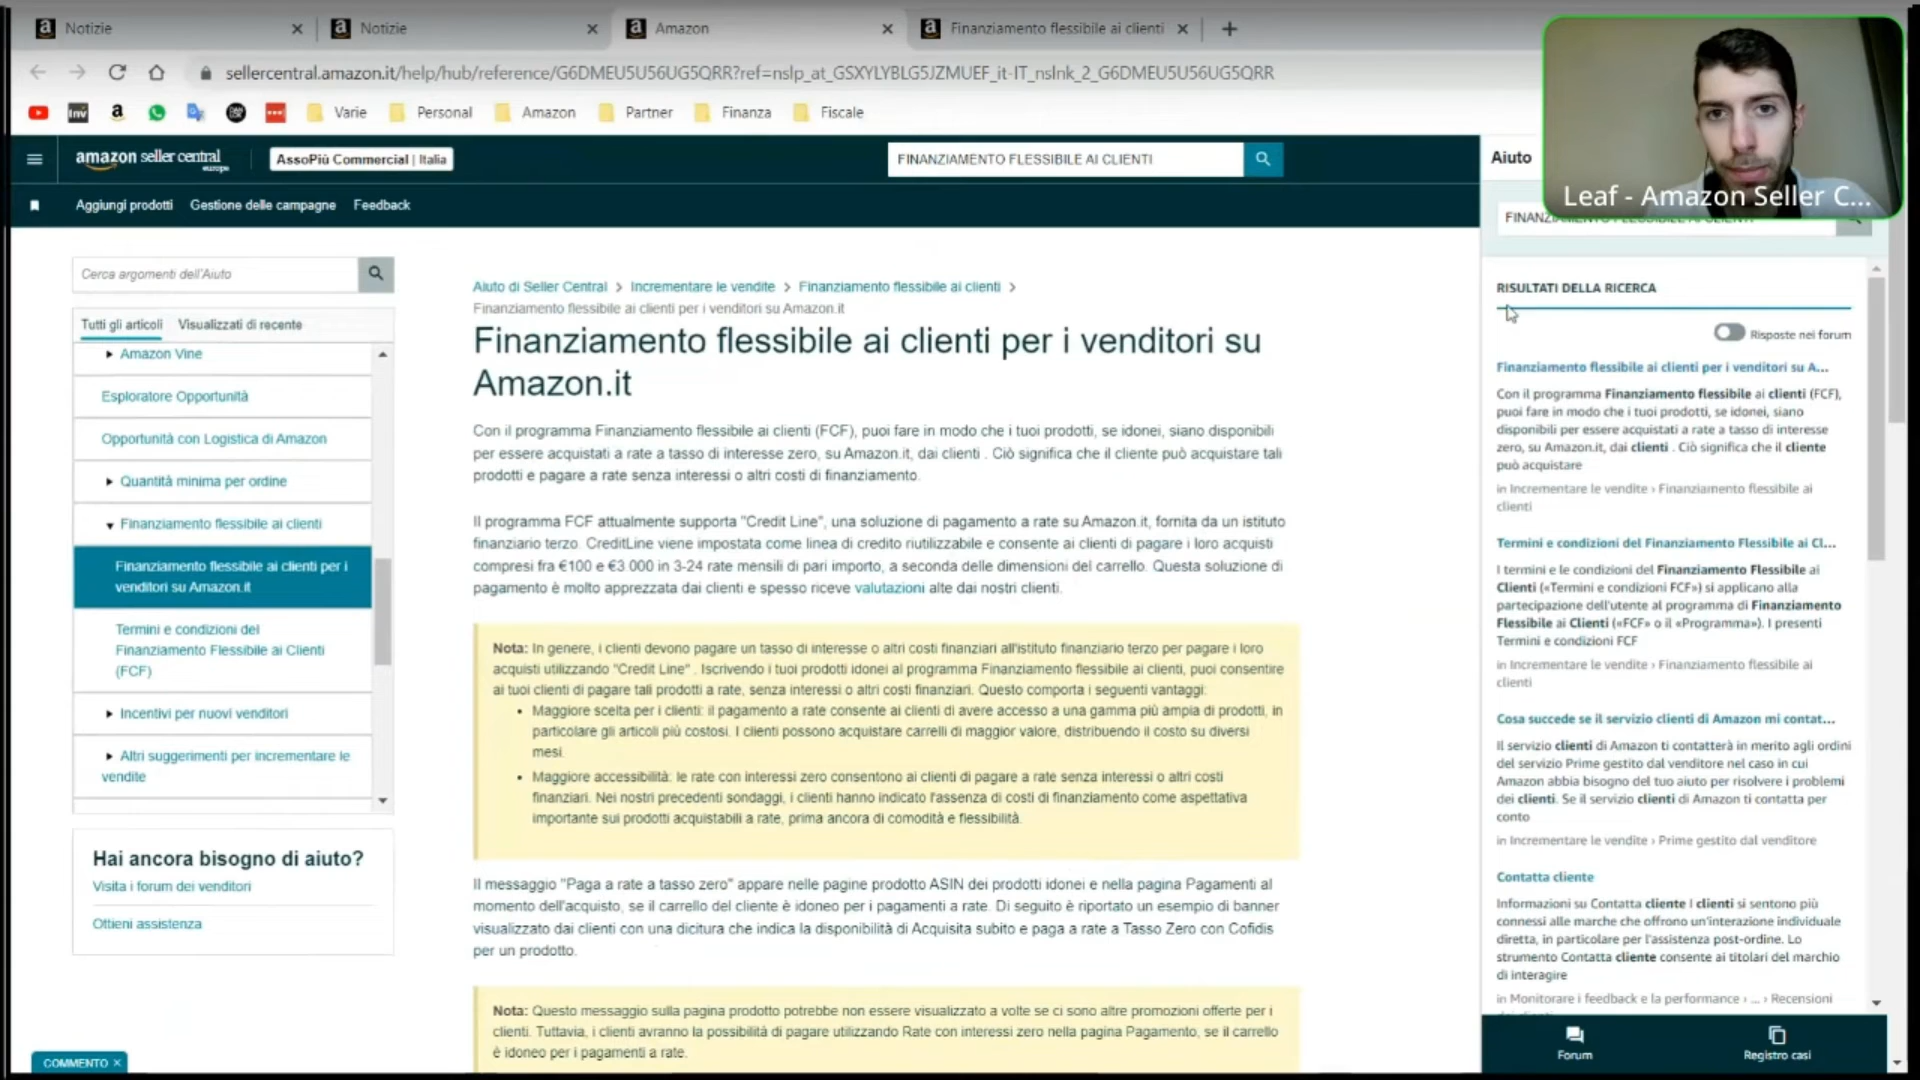 Notizie
Notizie
Amazon
Finanziamento flessibile ai clienti
sellercentral.amazon.it/help/hub/reference/G6DMEU5U56UG5QRR?ref=nslp_at_GSXYLYBLG5JZMUEF_it-IT_nslnk_2_G6DMEU5U56UG5QRR
Inv
Varie
Personal
Amazon
Partner
Finanza
Fiscale
amazon seller central
europe
AssoPiù Commercial | Italia
FINANZIAMENTO FLESSIBILE AI CLIENTI
Aggiungi prodotti Gestione delle campagne Feedback
Cerca argomenti dell'Aiuto
Tutti gli articoli Visualizzati di recente
Amazon Vine
Esploratore Opportunità
Opportunità con Logistica di Amazon
Quantità minima per ordine
Finanziamento flessibile ai clienti
Finanziamento flessibile ai clienti per i
venditori su Amazon.it
Termini e condizioni del
Finanziamento Flessibile ai Clienti
(FCF)
Incentivi per nuovi venditori
Altri suggerimenti per incrementare le
vendite
Hai ancora bisogno di aiuto?
Visita i forum dei venditori
Ottieni assistenza
COMMENTO ×
Aiuto di Seller Central > Incrementare le vendite > Finanziamento flessibile ai clienti >
Finanziamento flessibile ai clienti per i venditori su Amazon.it
Finanziamento flessibile ai clienti per i venditori su
Amazon.it
Con il programma Finanziamento flessibile ai clienti (FCF), puoi fare in modo che i tuoi prodotti, se idonei, siano disponibili
per essere acquistati a rate a tasso di interesse zero, su Amazon.it, dai clienti . Ciò significa che il cliente può acquistare tali
prodotti e pagare a rate senza interessi o altri costi di finanziamento.
Il programma FCF attualmente supporta "Credit Line", una soluzione di pagamento a rate su Amazon.it, fornita da un istituto
finanziario terzo. CreditLine viene impostata come linea di credito riutilizzabile e consente ai clienti di pagare i loro acquisti
compresi fra €100 e €3 000 in 3-24 rate mensili di pari importo, a seconda delle dimensioni del carrello. Questa soluzione di
pagamento è molto apprezzata dai clienti e spesso riceve valutazioni alte dai nostri clienti.
Nota: In genere, i clienti devono pagare un tasso di interesse o altri costi finanziari all'istituto finanziario terzo per pagare i loro
acquisti utilizzando "Credit Line" . Iscrivendo i tuoi prodotti idonei al programma Finanziamento flessibile ai clienti, puoi consentire
ai tuoi clienti di pagare tali prodotti a rate, senza interessi o altri costi finanziari. Questo comporta i seguenti vantaggi:
• Maggiore scelta per i clienti: il pagamento a rate consente ai clienti di avere accesso a una gamma più ampia di prodotti, in
particolare gli articoli più costosi. I clienti possono acquistare carrelli di maggior valore, distribuendo il costo su diversi
mesi.
• Maggiore accessibilità: le rate con interessi zero consentono ai clienti di pagare a rate senza interessi o altri costi
finanziari. Nei nostri precedenti sondaggi, i clienti hanno indicato l'assenza di costi di finanziamento come aspettativa
importante sui prodotti acquistabili a rate, prima ancora di comodità e flessibilità.
Il messaggio "Paga a rate a tasso zero" appare nelle pagine prodotto ASIN dei prodotti idonei e nella pagina Pagamenti al
momento dell'acquisto, se il carrello del cliente è idoneo per i pagamenti a rate. Di seguito è riportato un esempio di banner
visualizzato dai clienti con una dicitura che indica la disponibilità di Acquista subito e paga a rate a Tasso Zero con Cofidis
per un prodotto.
Nota: Questo messaggio sulla pagina prodotto potrebbe non essere visualizzato a volte se ci sono altre promozioni offerte per i
clienti. Tuttavia, i clienti avranno la possibilità di pagare utilizzando Rate con interessi zero nella pagina Pagamento, se il carrello
è idoneo per i pagamenti a rate.
Aiuto
Leaf - Amazon Seller C...
FINANZIAMENTO FLESSIBILE AI CLIENTI
RISULTATI DELLA RICERCA
Risposte nei forum
Finanziamento flessibile ai clienti per i venditori su A...
Con il programma Finanziamento flessibile ai clienti (FCF),
puoi fare in modo che i tuoi prodotti, se idonei, siano
disponibili per essere acquistati a rate a tasso di interesse
zero, su Amazon.it, dai clienti . Ciò significa che il cliente
può acquistare
in Incrementare le vendite › Finanziamento flessibile ai
clienti
Termini e condizioni del Finanziamento Flessibile ai Cl...
I termini e le condizioni del Finanziamento Flessibile ai
Clienti («Termini e condizioni FCF») si applicano alla
partecipazione dell'utente al programma di Finanziamento
Flessibile ai Clienti («FCF» o il «Programma»). I presenti
Termini e condizioni FCF
in Incrementare le vendite › Finanziamento flessibile ai
clienti
Cosa succede se il servizio clienti di Amazon mi contat...
Il servizio clienti di Amazon ti contatterà in merito agli ordini
del servizio Prime gestito dal venditore nel caso in cui
Amazon abbia bisogno del tuo aiuto per risolvere i problemi
dei clienti. Se il servizio clienti di Amazon ti contatta per
conto
in Incrementare le vendite › Prime gestito dal venditore
Contatta cliente
Informazioni su Contatta cliente I clienti si sentono più
connessi alle marche che offrono un'interazione individuale
diretta, in particolare per l'assistenza post-ordine. Lo
strumento Contatta cliente consente ai titolari del marchio
di interagire
in Monitorare i feedback e la performance › ... › Recensioni
Forum
Registro casi